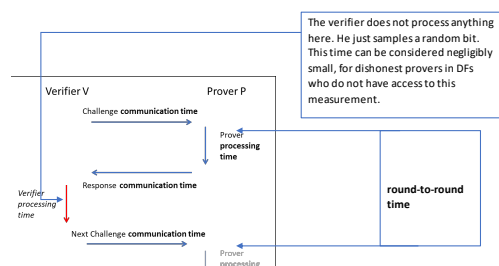 The verifier does not process anything
here. He just samples a random bit.
This time can be considered negligibly
small, for dishonest provers in DFs
who do not have access to this
measurement.
Verifier V
Prover P
Challenge communication time
Prover
processing
time
Response communication time
Verifier
processing
time
round-to-round
time
Next Challenge communication time
Prover
processing